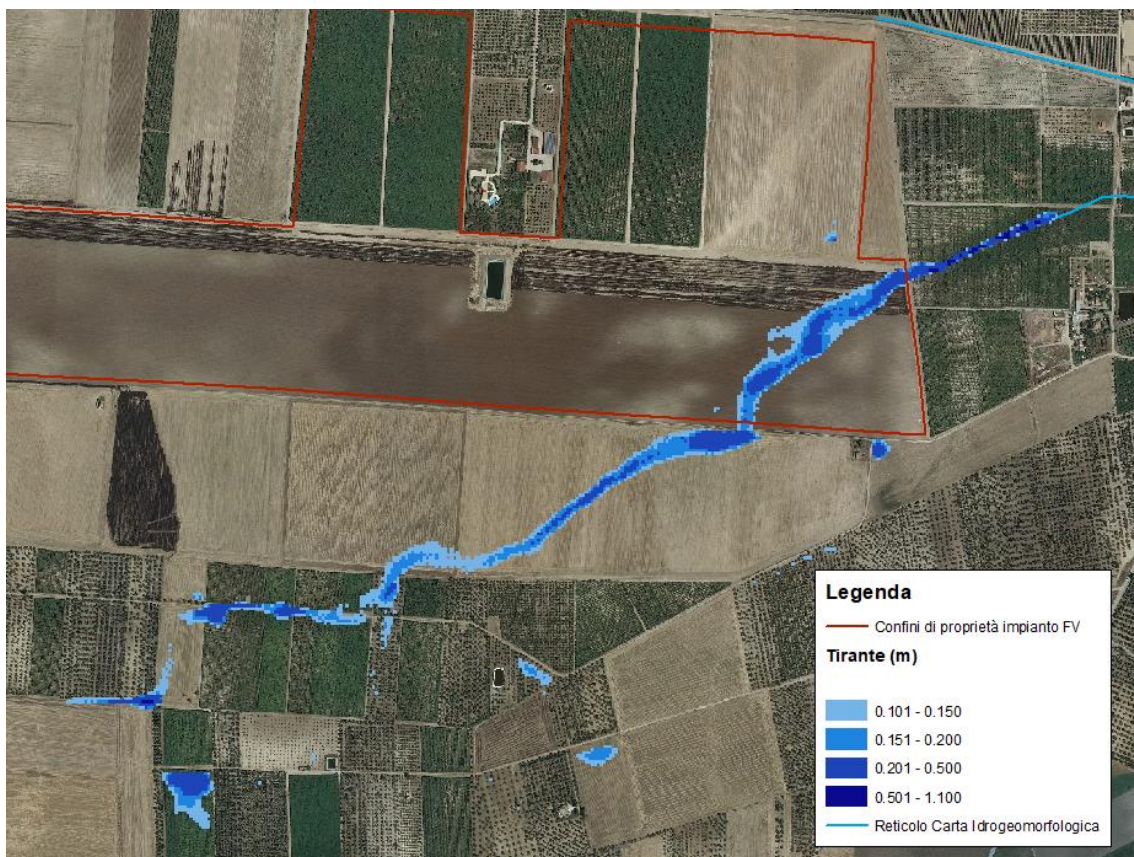 Legenda
Confini di proprietà impianto FV
Tirante (m)
0.101 - 0.150
0.151 - 0.200
0.201 - 0.500
0.501 - 1.100
Reticolo Carta Idrogeomorfologica